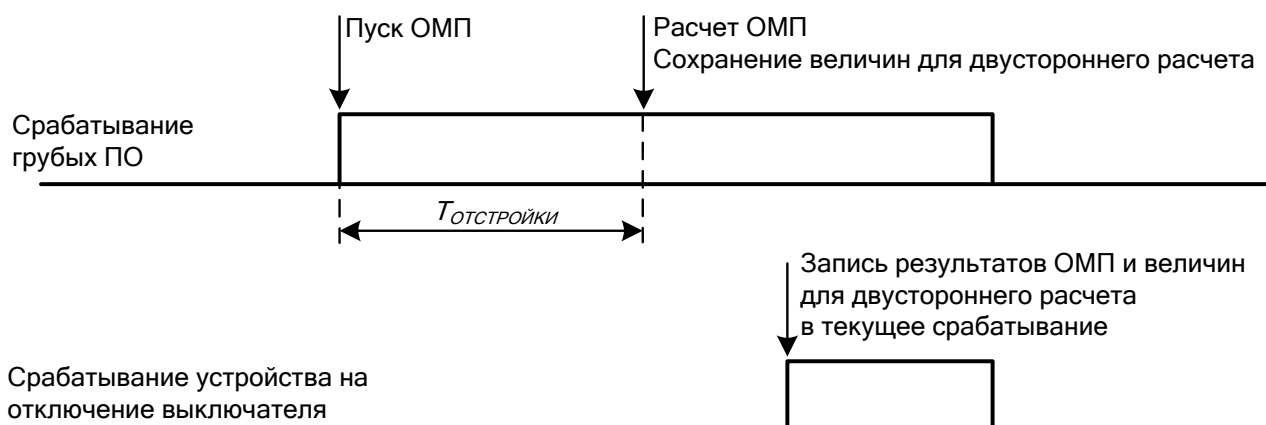 Пуск ОМП
Расчет ОМП
Сохранение величин для двустороннего расчета
Срабатывание
грубых ПО
TОТСТРОЙКИ
Запись результатов ОМП и величин
для двустороннего расчета
в текущее срабатывание
Срабатывание устройства на
отключение выключателя